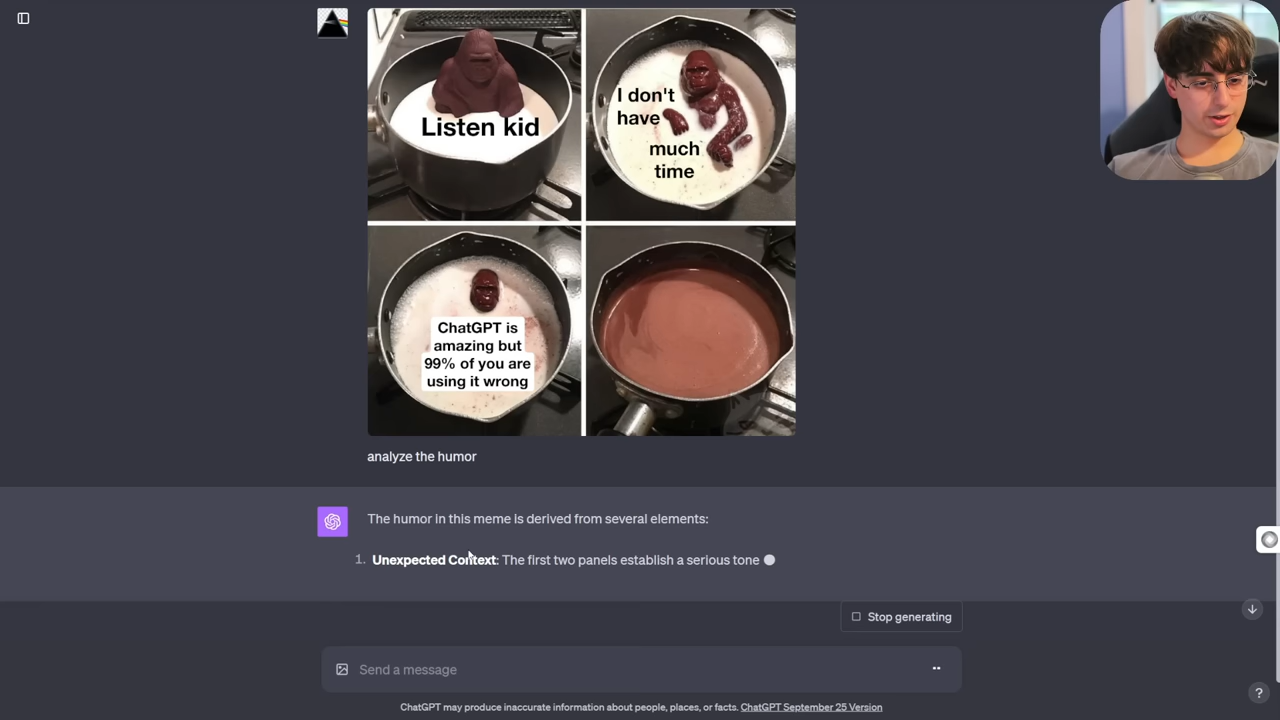 Listen kid
I don't
have
much
time
ChatGPT is
amazing but
99% of you are
using it wrong
analyze the humor
The humor in this meme is derived from several elements:
1. Unexpected Context: The first two panels establish a serious tone
Stop generating
Send a message
ChatGPT may produce inaccurate information about people, places, or facts. ChatGPT September 25 Version
?